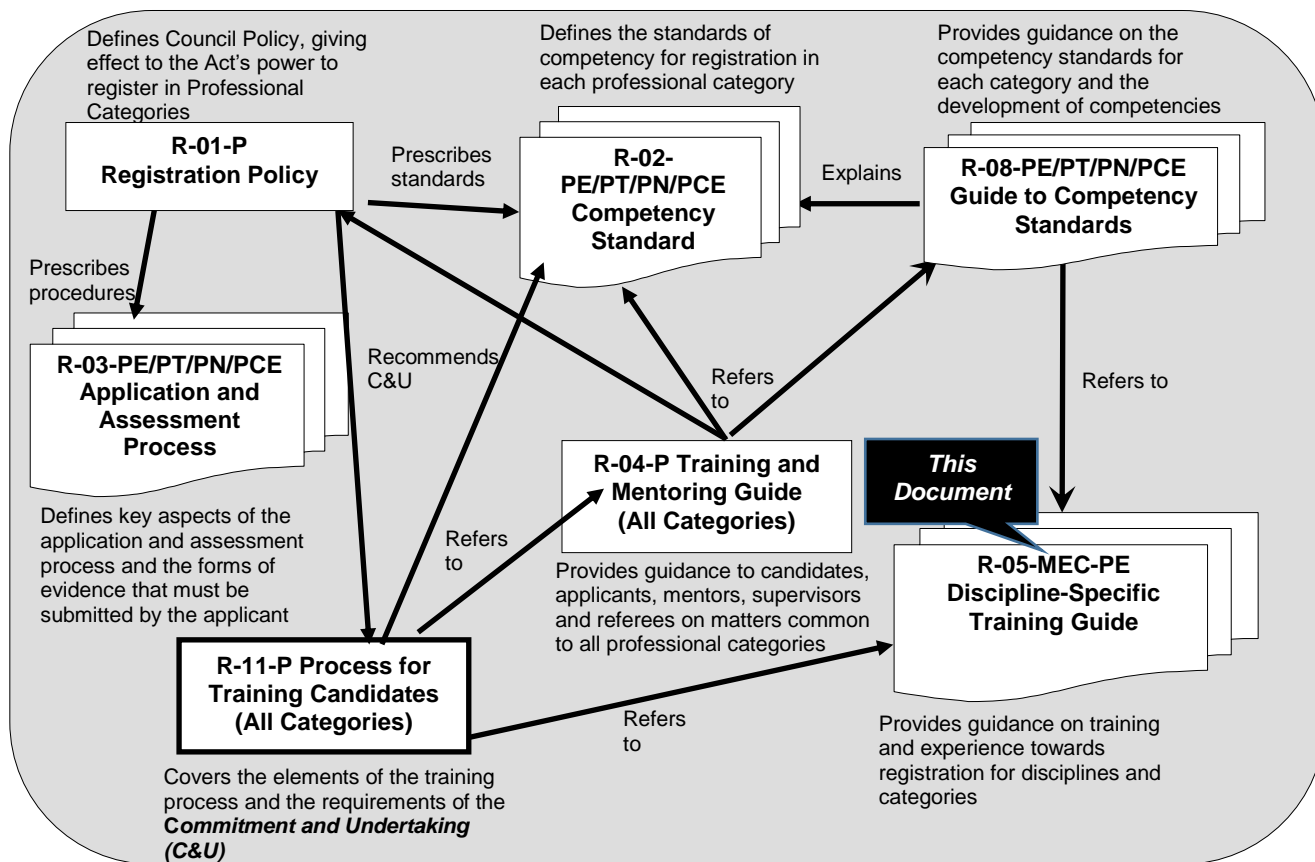 Defines Council Policy, giving
effect to the Act's power to
register in Professional
Categories
R-01-P
Registration Policy
Defines the standards of
competency for registration in
each professional category
R-02-
PE/PT/PN/PCE
Competency
Standard
Provides guidance on the
competency standards for
each category and the
development of competencies
R-08-PE/PT/PN/PCE
Guide to Competency
Standards
Prescribes
standards
Explains
Prescribes
procedures
R-03-PE/PT/PN/PCE
Application and
Assessment
Process
Defines key aspects of the
application and assessment
process and the forms of
evidence that must be
submitted by the applicant
Recommends
C&U
Refers
to
Refers to
R-04-P Training and
Mentoring Guide
(All Categories)
Provides guidance to candidates,
applicants, mentors, supervisors
and referees on matters common
to all professional categories
This
Document
R-05-MEC-PE
Discipline-Specific
Training Guide
Provides guidance on training
and experience towards
registration for disciplines and
categories
Refers
to
R-11-P Process for
Training Candidates
(All Categories)
Refers
to
Covers the elements of the training
process and the requirements of the
Commitment and Undertaking
(C&U)